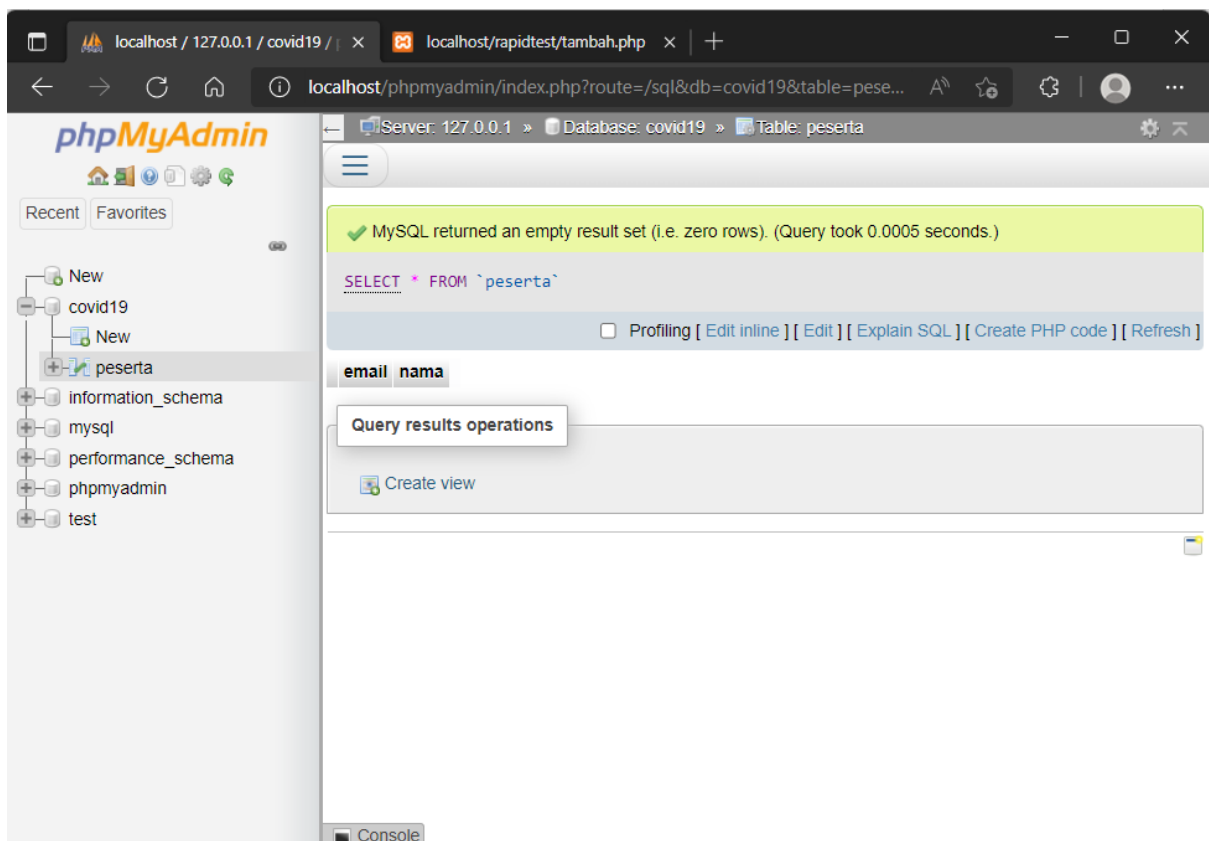 localhost / 127.0.0.1 / covid19 /
localhost/rapidtest/tambah.php
localhost/phpmyadmin/index.php?route=/sql&db=covid19&table=pese...
phpMyAdmin
Recent Favorites
New
covid19
New
peserta
information_schema
mysql
performance_schema
phpmyadmin
test
Server: 127.0.0.1 » Database: covid19 » Table: peserta
MySQL returned an empty result set (i.e. zero rows). (Query took 0.0005 seconds.)
SELECT * FROM `peserta`
Profiling [ Edit inline ] [ Edit ] [ Explain SQL ] [ Create PHP code ] [ Refresh ]
email nama
Query results operations
Create view
Console